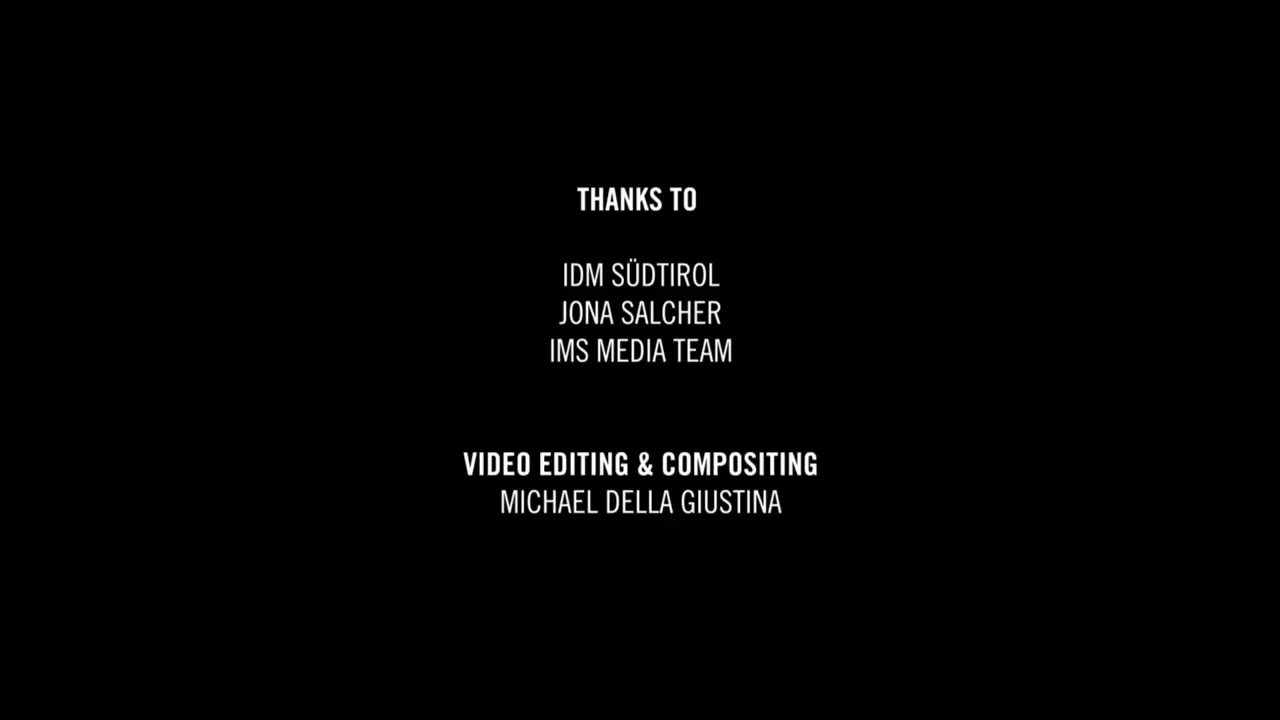 THANKS TO
IDM SÜDTIROL
JONA SALCHER
IMS MEDIA TEAM
VIDEO EDITING & COMPOSITING
MICHAEL DELLA GIUSTINA